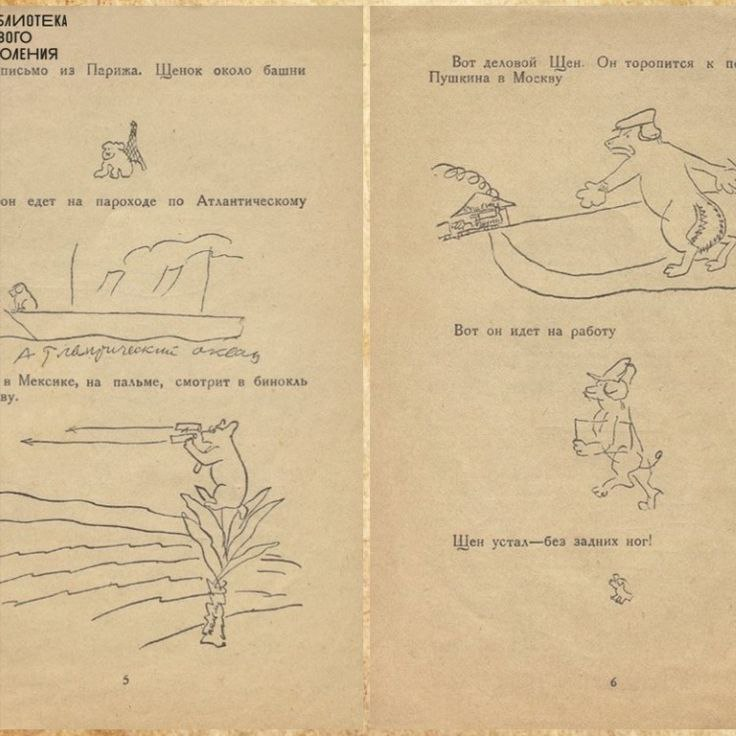 БЛИОТЕКА
ВОГО
ОЛЕНИЯ
письмо из Парижа. Щенок около башни
он едет на пароходе по Атлантическому
Атлантический океан
в Мексике, на пальме, смотрит в бинокль
ву.
5
Вот деловой Щен. Он торопится к по
Пушкина в Москву
Вот он идет на работу
Щен устал—без задних ног!
6